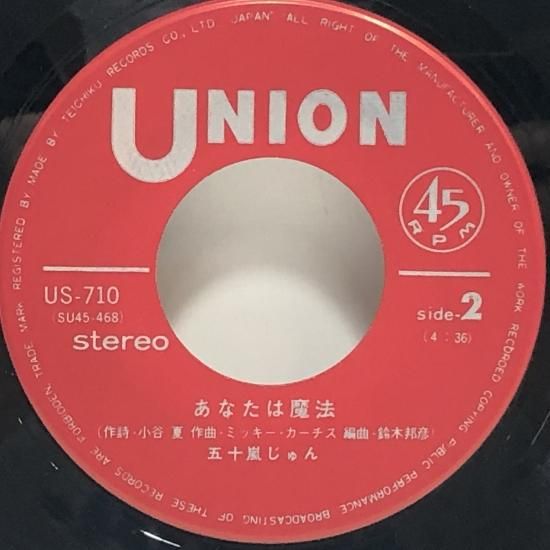 TRADE MARK REGISTERED BY MADE BY TEICHIKU RECORDS CO., LTD JAPAN ALL RIGHT OF THE MANUFACTURER AND OWNER OF THE WORK RECORDED COPYING PUBLIC PERFORMANCE BROADCASTING OF THESE RECORDS ARE FORBIDDEN.
UNION
45
RPM
US-710
(SU45-468)
stereo
side-2
(4:36)
あなたは魔法
(作詩・小谷 夏 作曲・ミッキー・カーチス 編曲・鈴木邦彦)
五十嵐じゅん